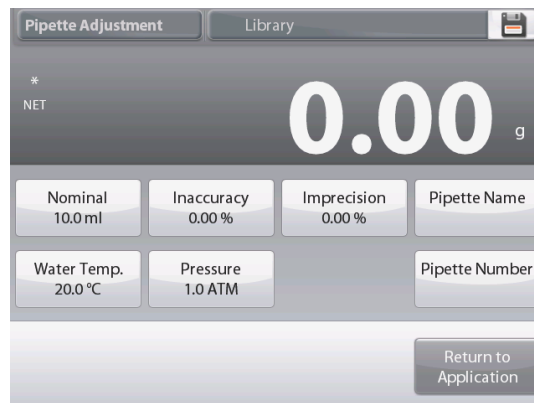 Pipette Adjustment
Library
*
NET
0.00 g
Nominal
10.0 ml
Inaccuracy
0.00 %
Imprecision
0.00 %
Pipette Name
Water Temp.
20.0 °C
Pressure
1.0 ATM
Pipette Number
Return to
Application